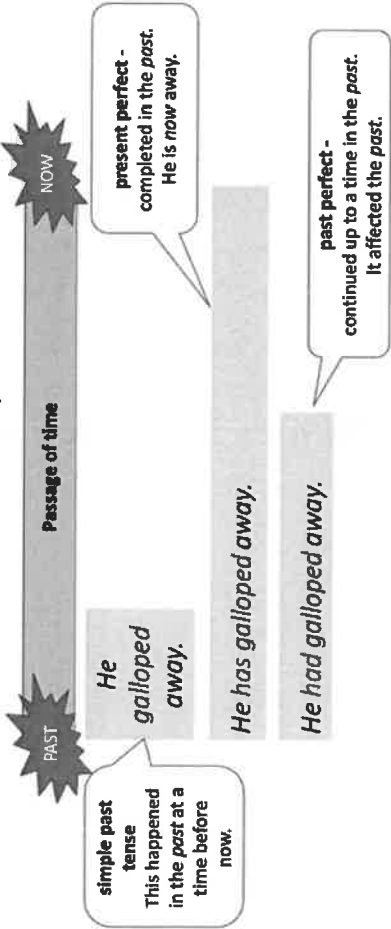 PAST
Passage of time
NOW
simple past
tense
This happened
in the past at a
time before
now.
He
galloped
away.
He has galloped away.
present perfect -
completed in the past.
He is now away.
He had galloped away.
past perfect -
continued up to a time in the past.
It affected the past.